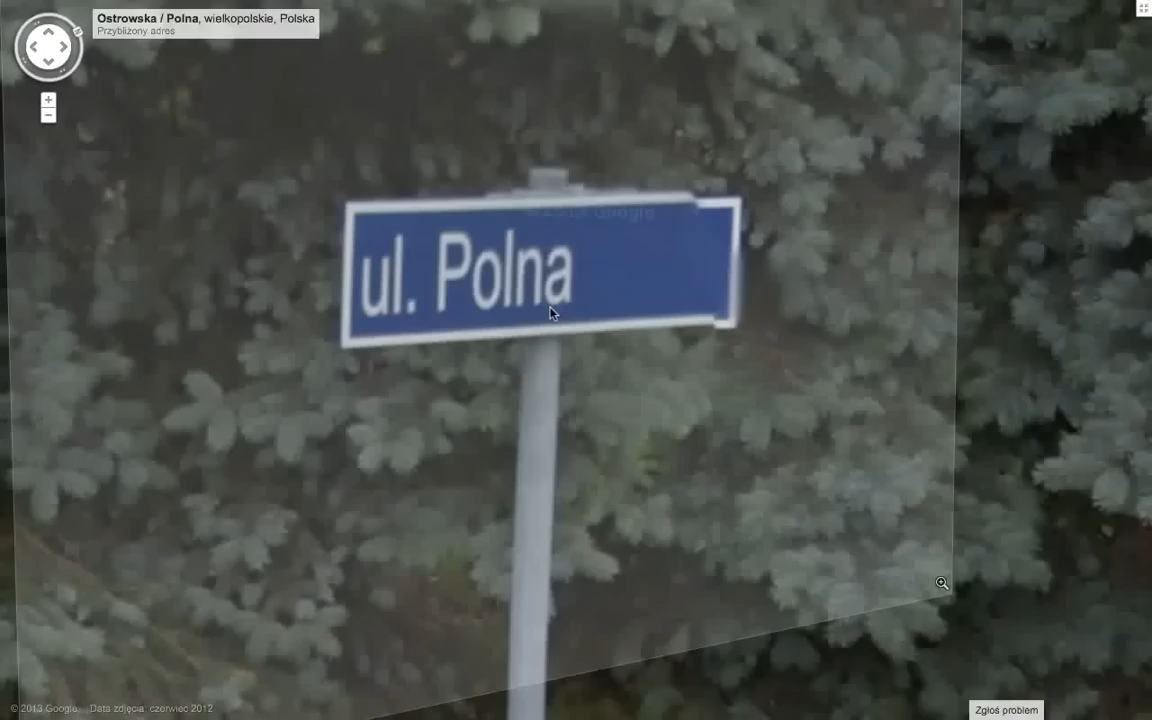 Ostrowska / Polna, wielkopolskie, Polska
Przybliżony adres
ul. Polna
© 2013 Google
Data zdjęcia: czerwiec 2012
Zgłoś problem